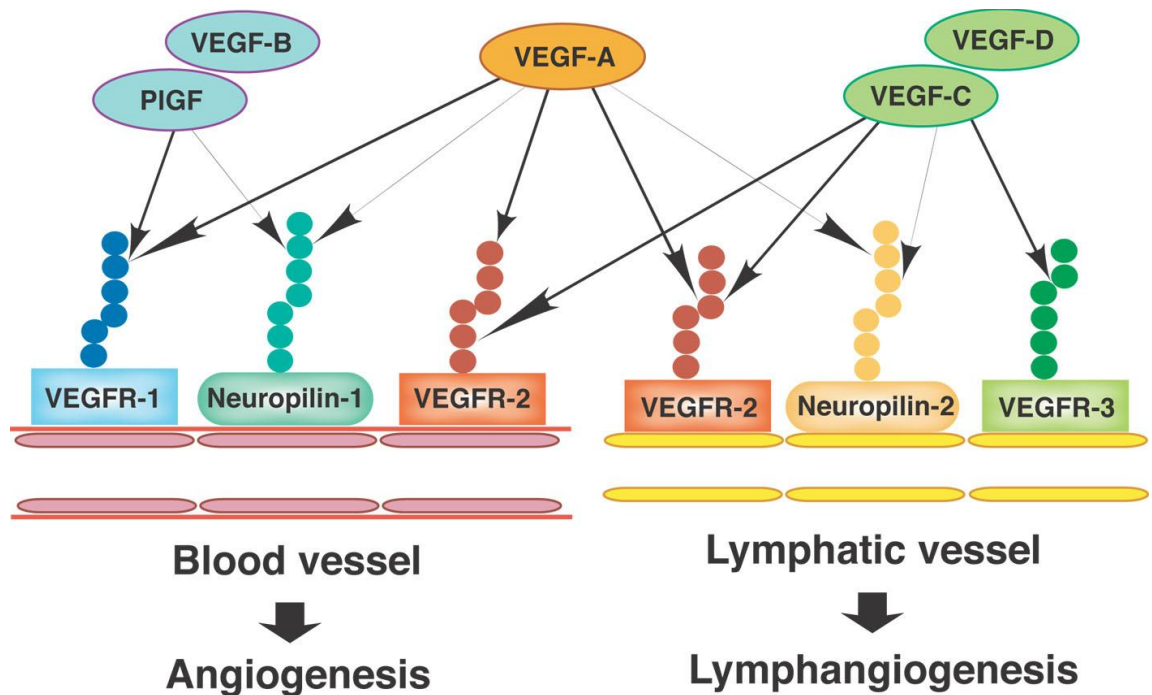 VEGF-B
PlGF
VEGF-A
VEGF-D
VEGF-C
VEGFR-1
Neuropilin-1
VEGFR-2
VEGFR-2
Neuropilin-2
VEGFR-3
Blood vessel
Lymphatic vessel
Angiogenesis
Lymphangiogenesis